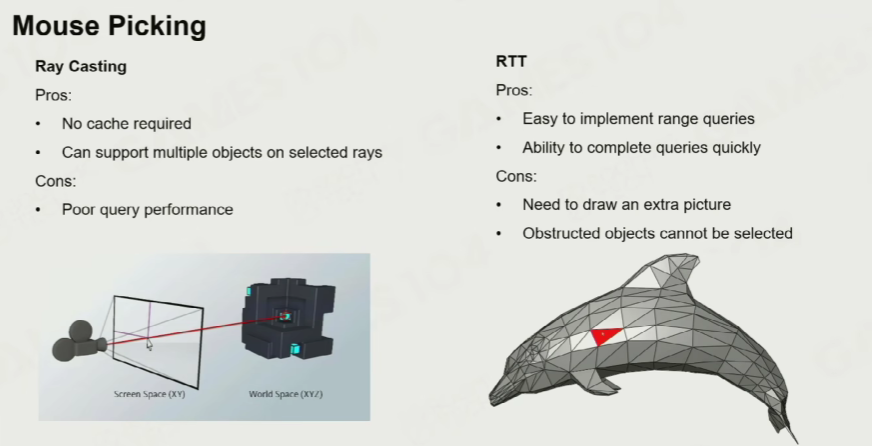 Mouse Picking
Ray Casting
Pros:
• No cache required
• Can support multiple objects on selected rays
Cons:
• Poor query performance
Screen Space (XY)
World Space (XYZ)
RTT
Pros:
• Easy to implement range queries
• Ability to complete queries quickly
Cons:
• Need to draw an extra picture
• Obstructed objects cannot be selected